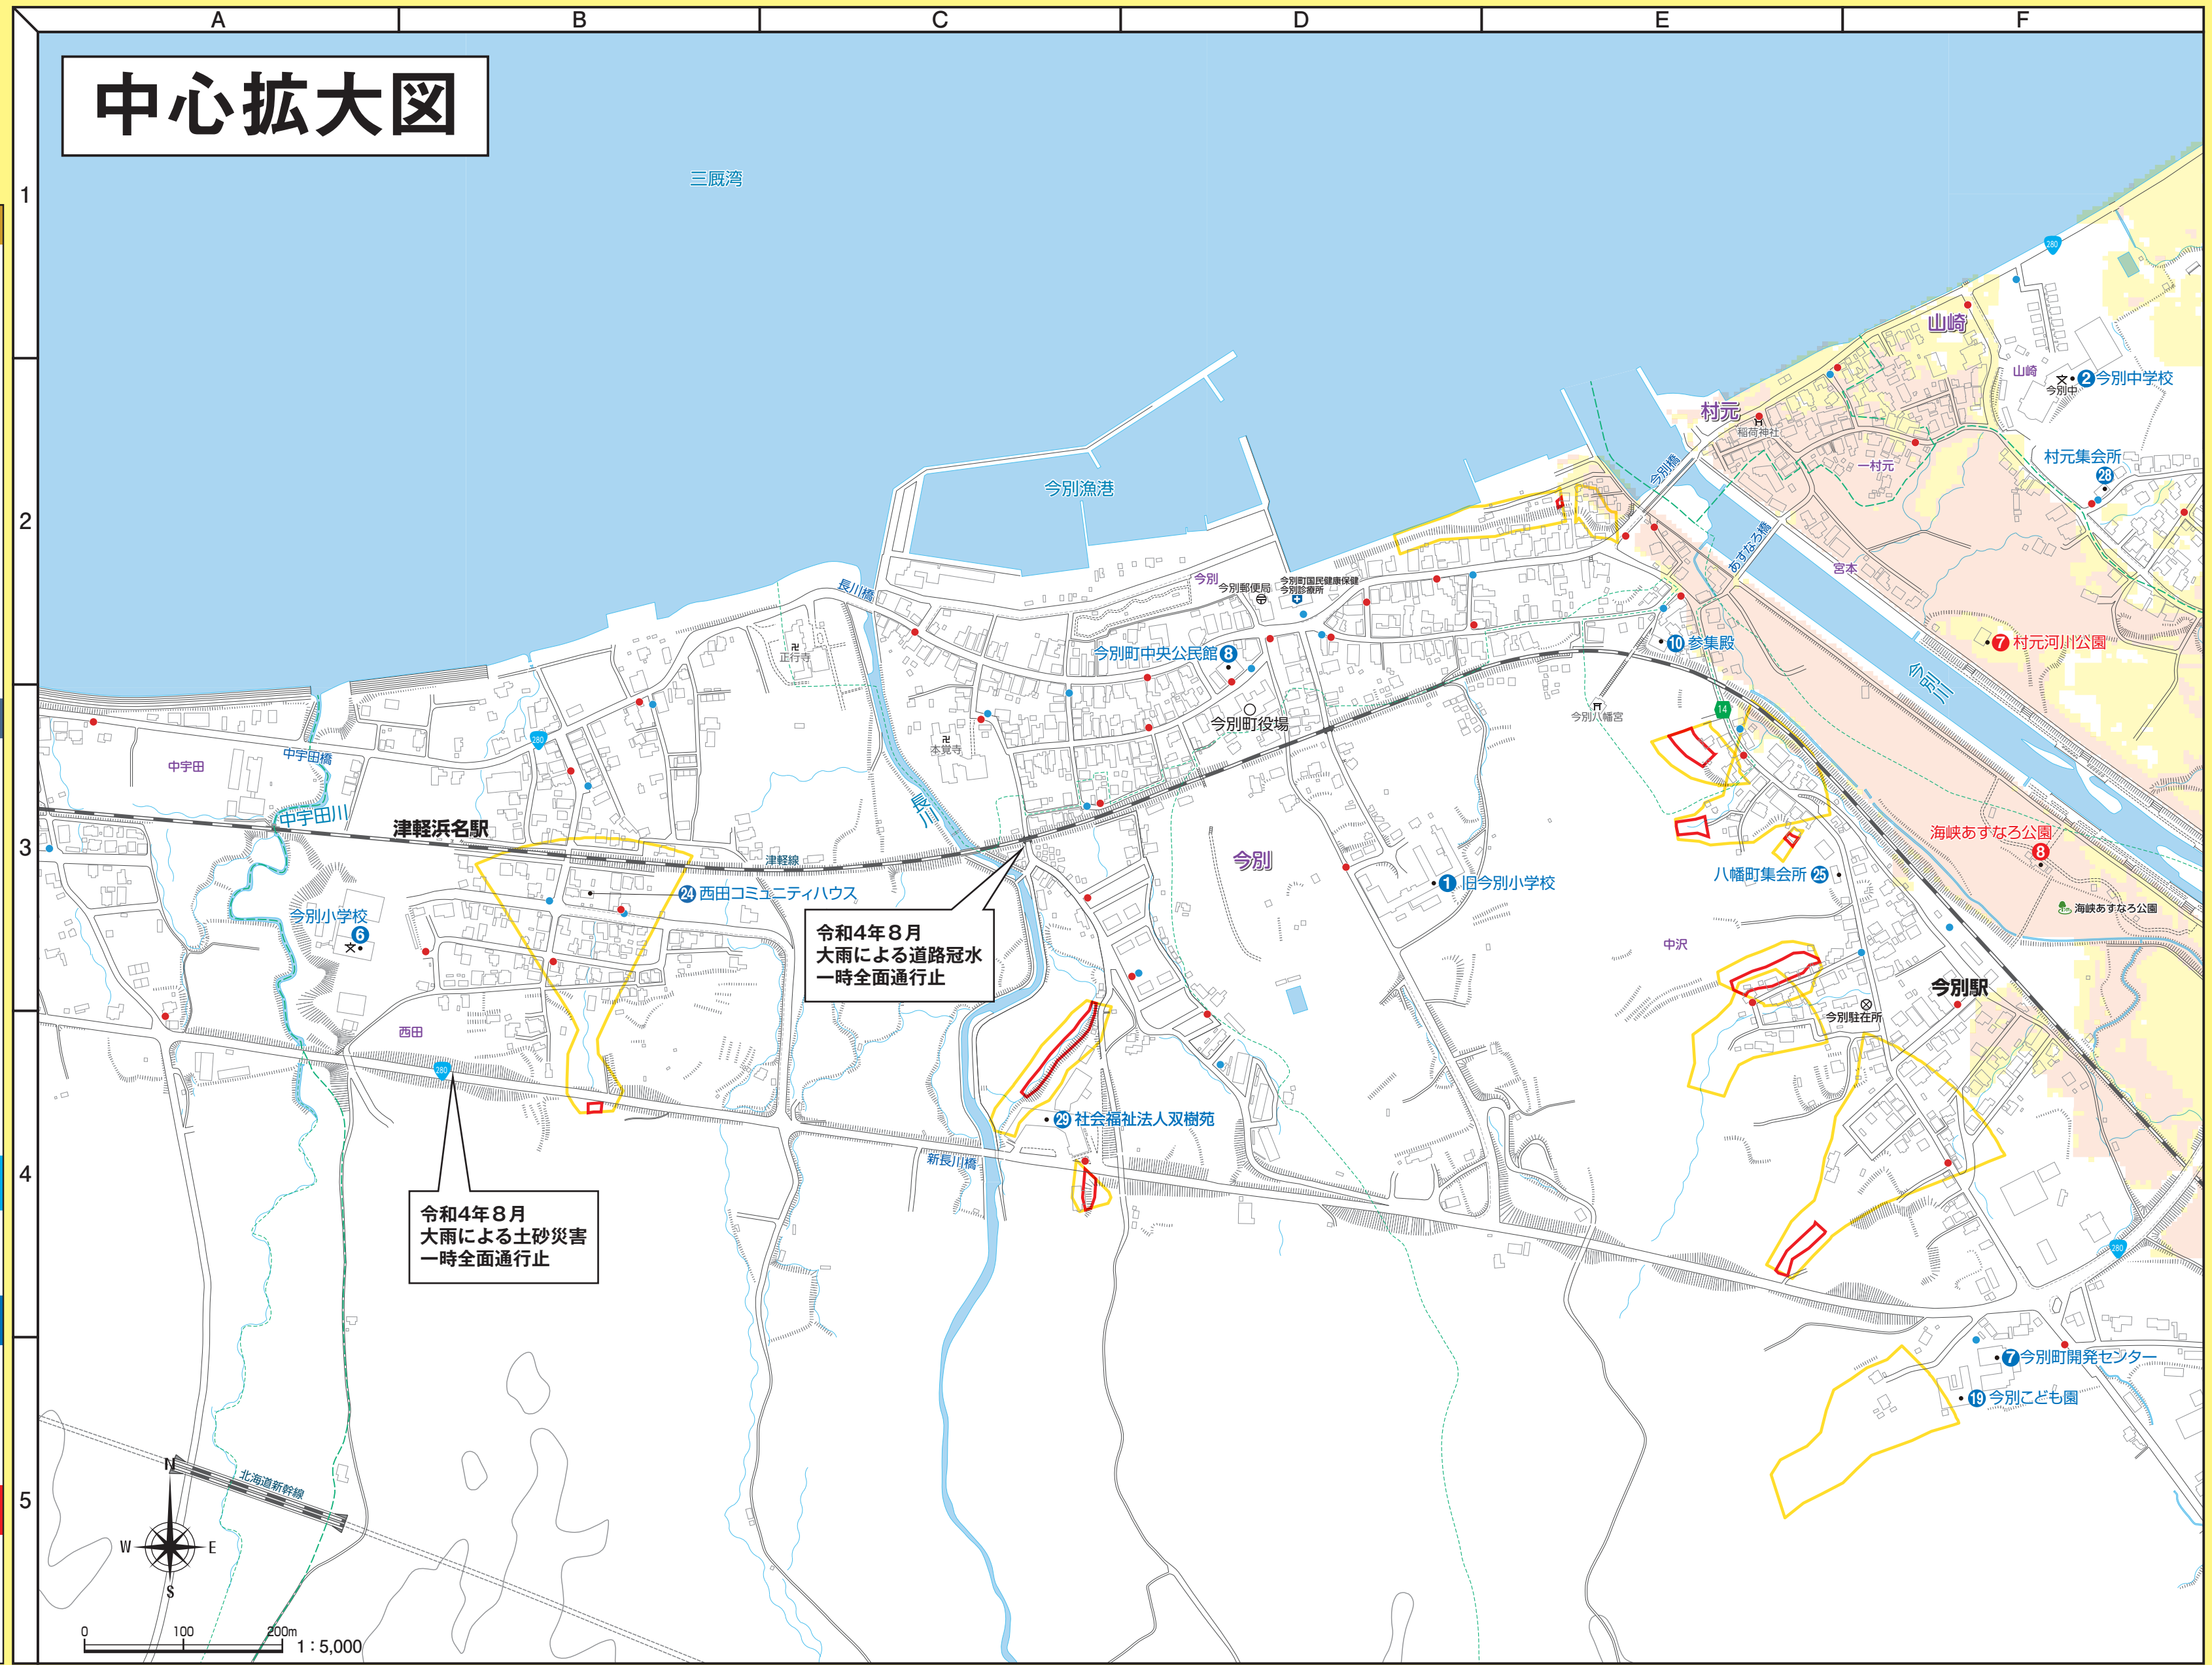 A
B
C
D
E
F
1
2
3
4
5
中心拡大図
三厩湾
280
山崎
山崎
文
今別中
2 今別中学校
村元
稲荷神社
一村元
村元集会所
28
今別漁港
今別橋
あすなろ橋
宮本
7 村元河川公園
今別川
長川橋
今別
今別郵便局
今別町国民健康保健
今別診療所
正行寺
今別町中央公民館 8
10 参集殿
今別町役場
今別八幡宮
14
本覚寺
280
中宇田
中宇田橋
中宇田川
津軽浜名駅
長川
津軽線
今別
海峡あすなろ公園
8
海峡あすなろ公園
1 旧今別小学校
八幡町集会所 25
24 西田コミュニティハウス
今別小学校
6
文
令和4年8月
大雨による道路冠水
一時全面通行止
中沢
今別駅
今別駐在所
西田
280
29 社会福祉法人双樹苑
新長川橋
令和4年8月
大雨による土砂災害
一時全面通行止
280
7 今別町開発センター
19 今別こども園
北海道新幹線
N
W
E
S
0 100 200m
1:5,000